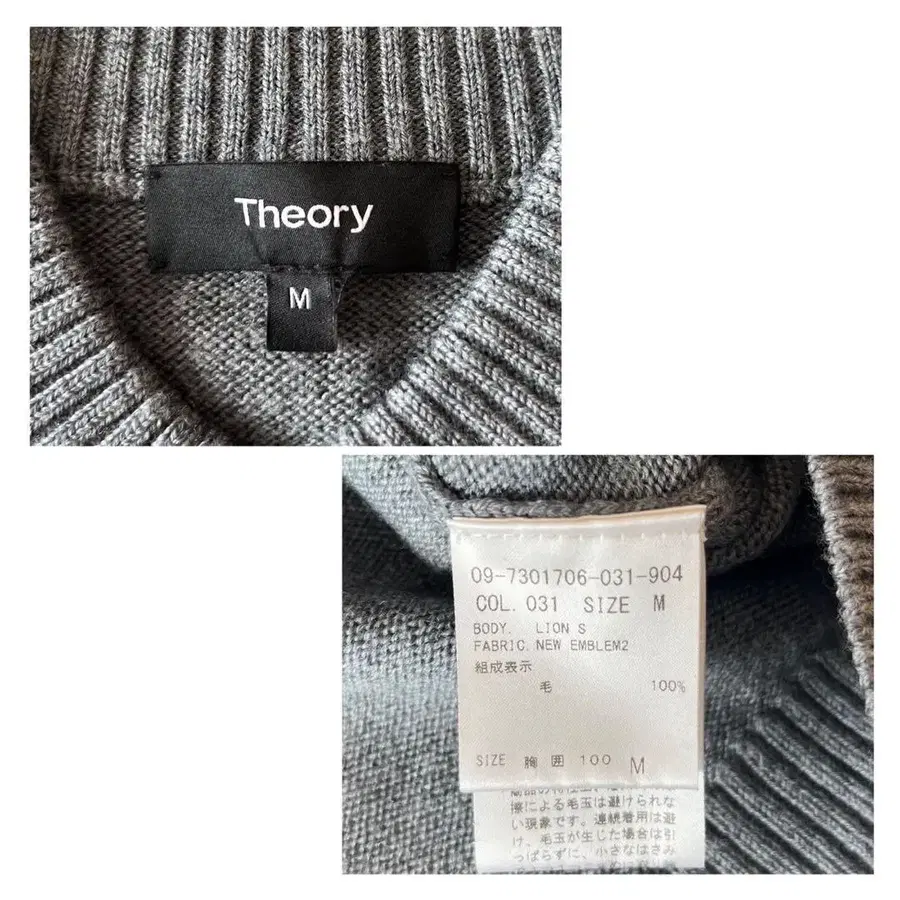 Theory
M
09-7301706-031-904
COL. 031 SIZE M
BODY. LION S
FABRIC. NEW EMBLEM2
組成表示
毛 100%
SIZE 胸 囲 100 M
擦による毛玉は避けられな
い現象です。連続着用は避
け、毛玉が生じた場合は引
っぱらずに、小さなはさみ